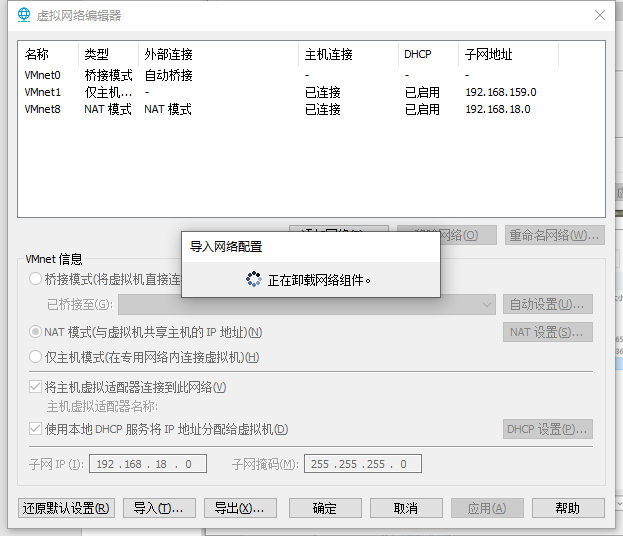 虚拟网络编辑器
名称 类型 外部连接 主机连接 DHCP 子网地址
VMnet0 桥接模式 自动桥接 - - -
VMnet1 仅主机... - 已连接 已启用 192.168.159.0
VMnet8 NAT 模式 NAT 模式 已连接 已启用 192.168.18.0
网络(O) 重命名网络(W)...
导入网络配置
正在卸载网络组件。
VMnet 信息
桥接模式(将虚拟机直接连
已桥接至(G): 自动设置(U)...
NAT 模式(与虚拟机共享主机的 IP 地址)(N) NAT 设置(S)...
仅主机模式(在专用网络内连接虚拟机)(H)
将主机虚拟适配器连接到此网络(V)
主机虚拟适配器名称:
使用本地 DHCP 服务将 IP 地址分配给虚拟机(D) DHCP 设置(P)...
子网 IP (I): 192 . 168 . 18 . 0 子网掩码(M): 255 . 255 . 255 . 0
还原默认设置(R) 导入(T)... 导出(X)... 确定 取消 应用(A) 帮助